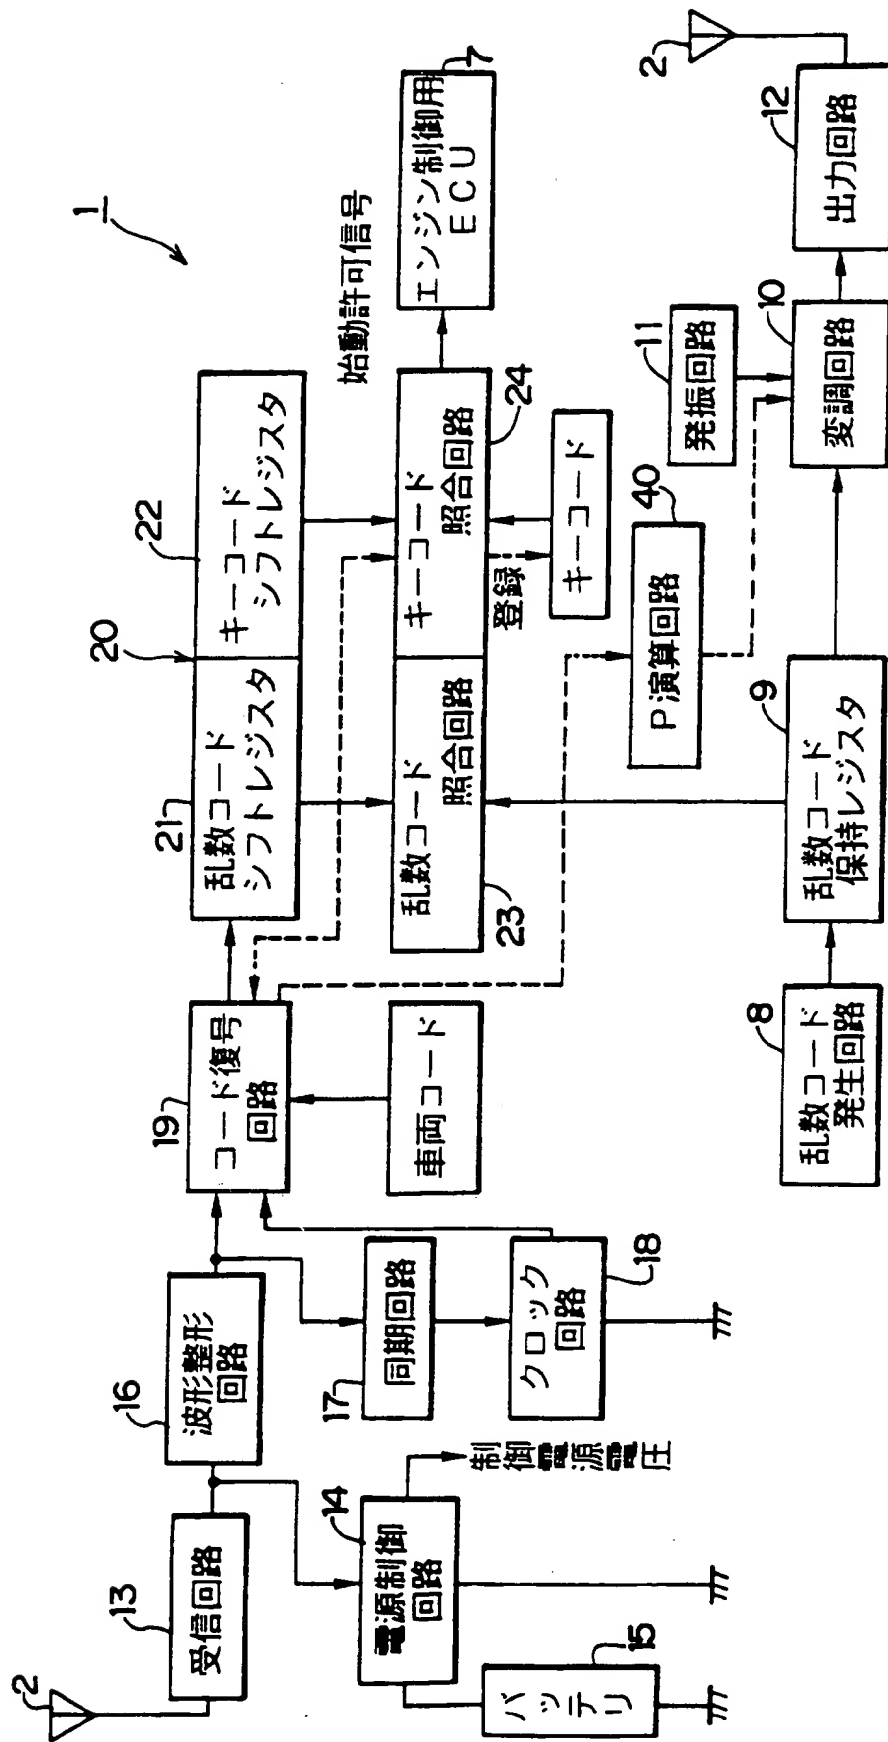 1
2
13
受信回路
16
波形整形
回路
19
コード復号
回路
20
21
乱数コード
シフトレジスタ
22
キーコード
シフトレジスタ
始動許可信号
14
電源制御
回路
制御電源電圧
15
バッテリ
17
同期回路
18
クロック
回路
車両コード
23
乱数コード
照合回路
24
キーコード
照合回路
登録
キーコード
7
エンジン制御用
ECU
40
P演算回路
11
発振回路
8
乱数コード
発生回路
9
乱数コード
保持レジスタ
10
変調回路
12
出力回路
2